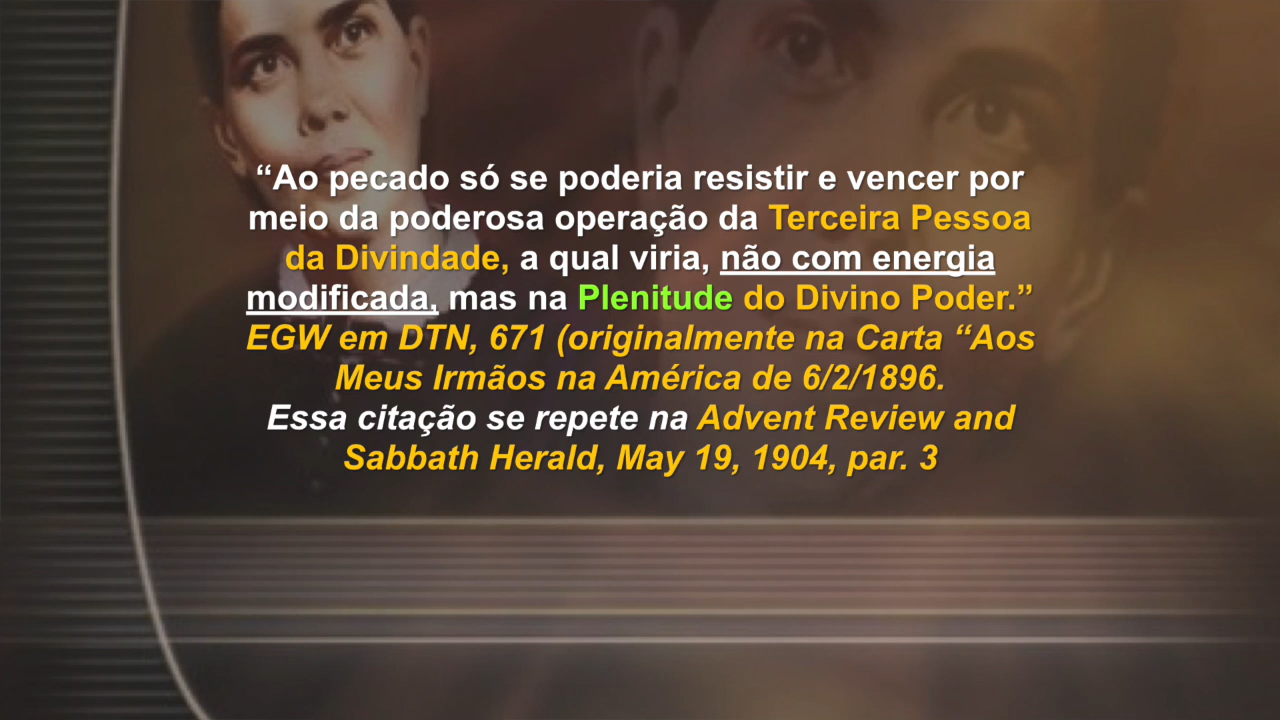 “Ao pecado só se poderia resistir e vencer por
meio da poderosa operação da Terceira Pessoa
da Divindade, a qual viria, não com energia
modificada, mas na Plenitude do Divino Poder.”
EGW em DTN, 671 (originalmente na Carta “Aos
Meus Irmãos na América de 6/2/1896.
Essa citação se repete na Advent Review and
Sabbath Herald, May 19, 1904, par. 3